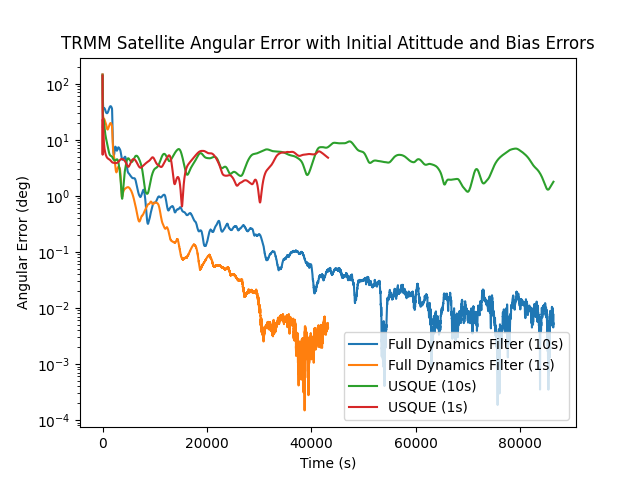 TRMM Satellite Angular Error with Initial Atittude and Bias Errors
10²
10¹
10⁰
10⁻¹
10⁻²
10⁻³
10⁻⁴
Angular Error (deg)
Full Dynamics Filter (10s)
Full Dynamics Filter (1s)
USQUE (10s)
USQUE (1s)
0 20000 40000 60000 80000
Time (s)